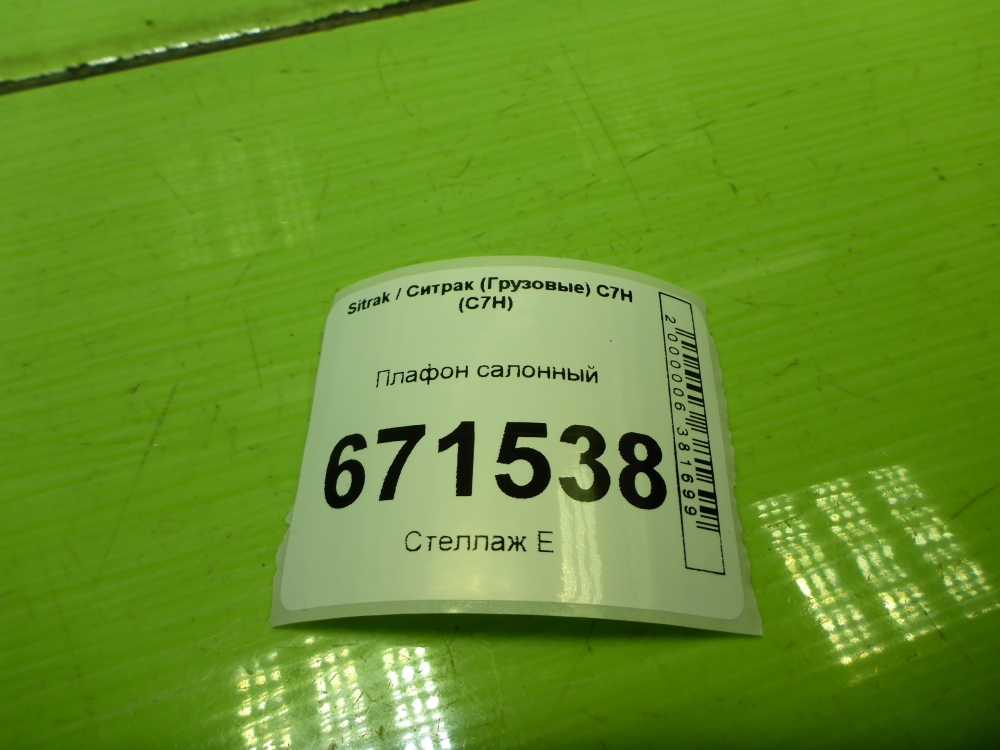 Sitrak / Ситрак (Грузовые) C7H
(C7H)
Плафон салонный
671538
Стеллаж E
2000006381699